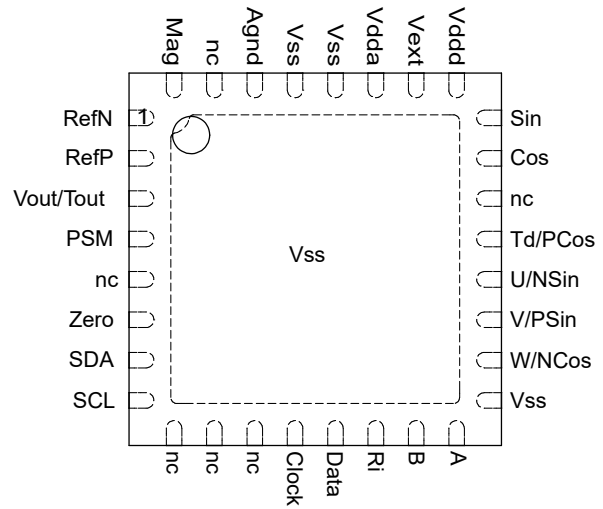 Mag
nc
Agnd
Vss
Vss
Vdda
Vext
Vddd
RefN
1
RefP
Vout/Tout
PSM
nc
Zero
SDA
SCL
Vss
Sin
Cos
nc
Td/PCos
U/NSin
V/PSin
W/NCos
Vss
nc
nc
nc
Clock
Data
Ri
B
A